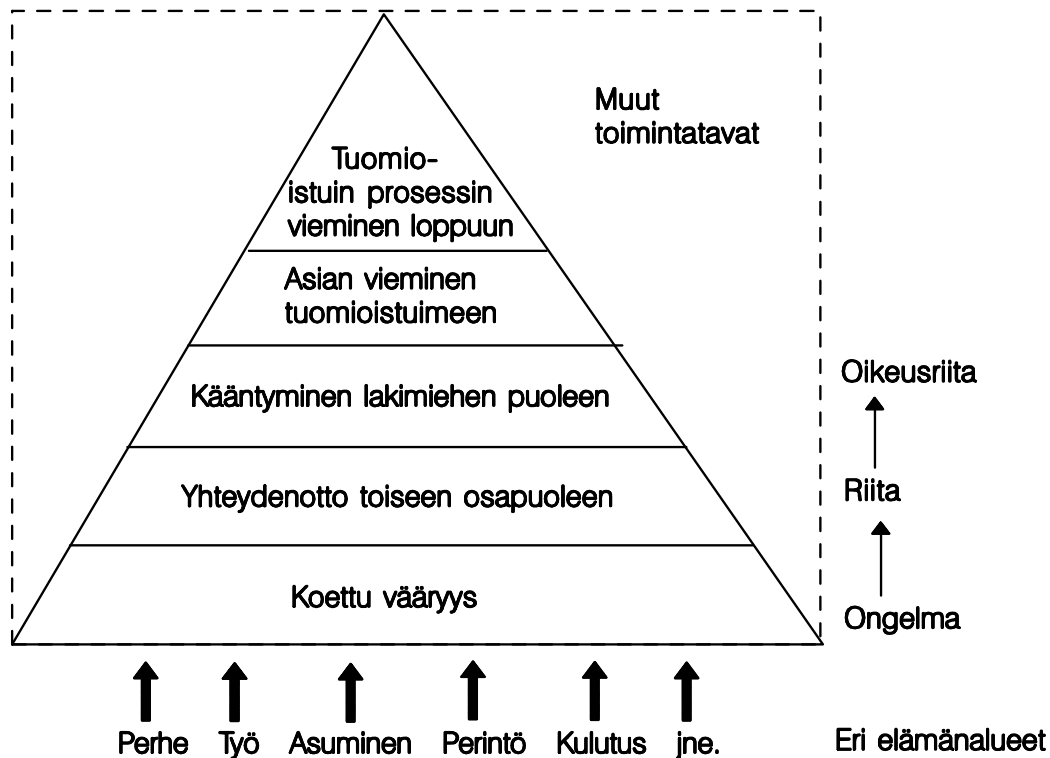 Muut
toimintatavat
Tuomio-
istuin prosessin
vieminen loppuun
Asian vieminen
tuomioistuimeen
Kääntyminen lakimiehen puoleen
Oikeusriita
Yhteydenotto toiseen osapuoleen
Riita
Koettu vääryys
Ongelma
Perhe Työ Asuminen Perintö Kulutus jne. Eri elämänalueet